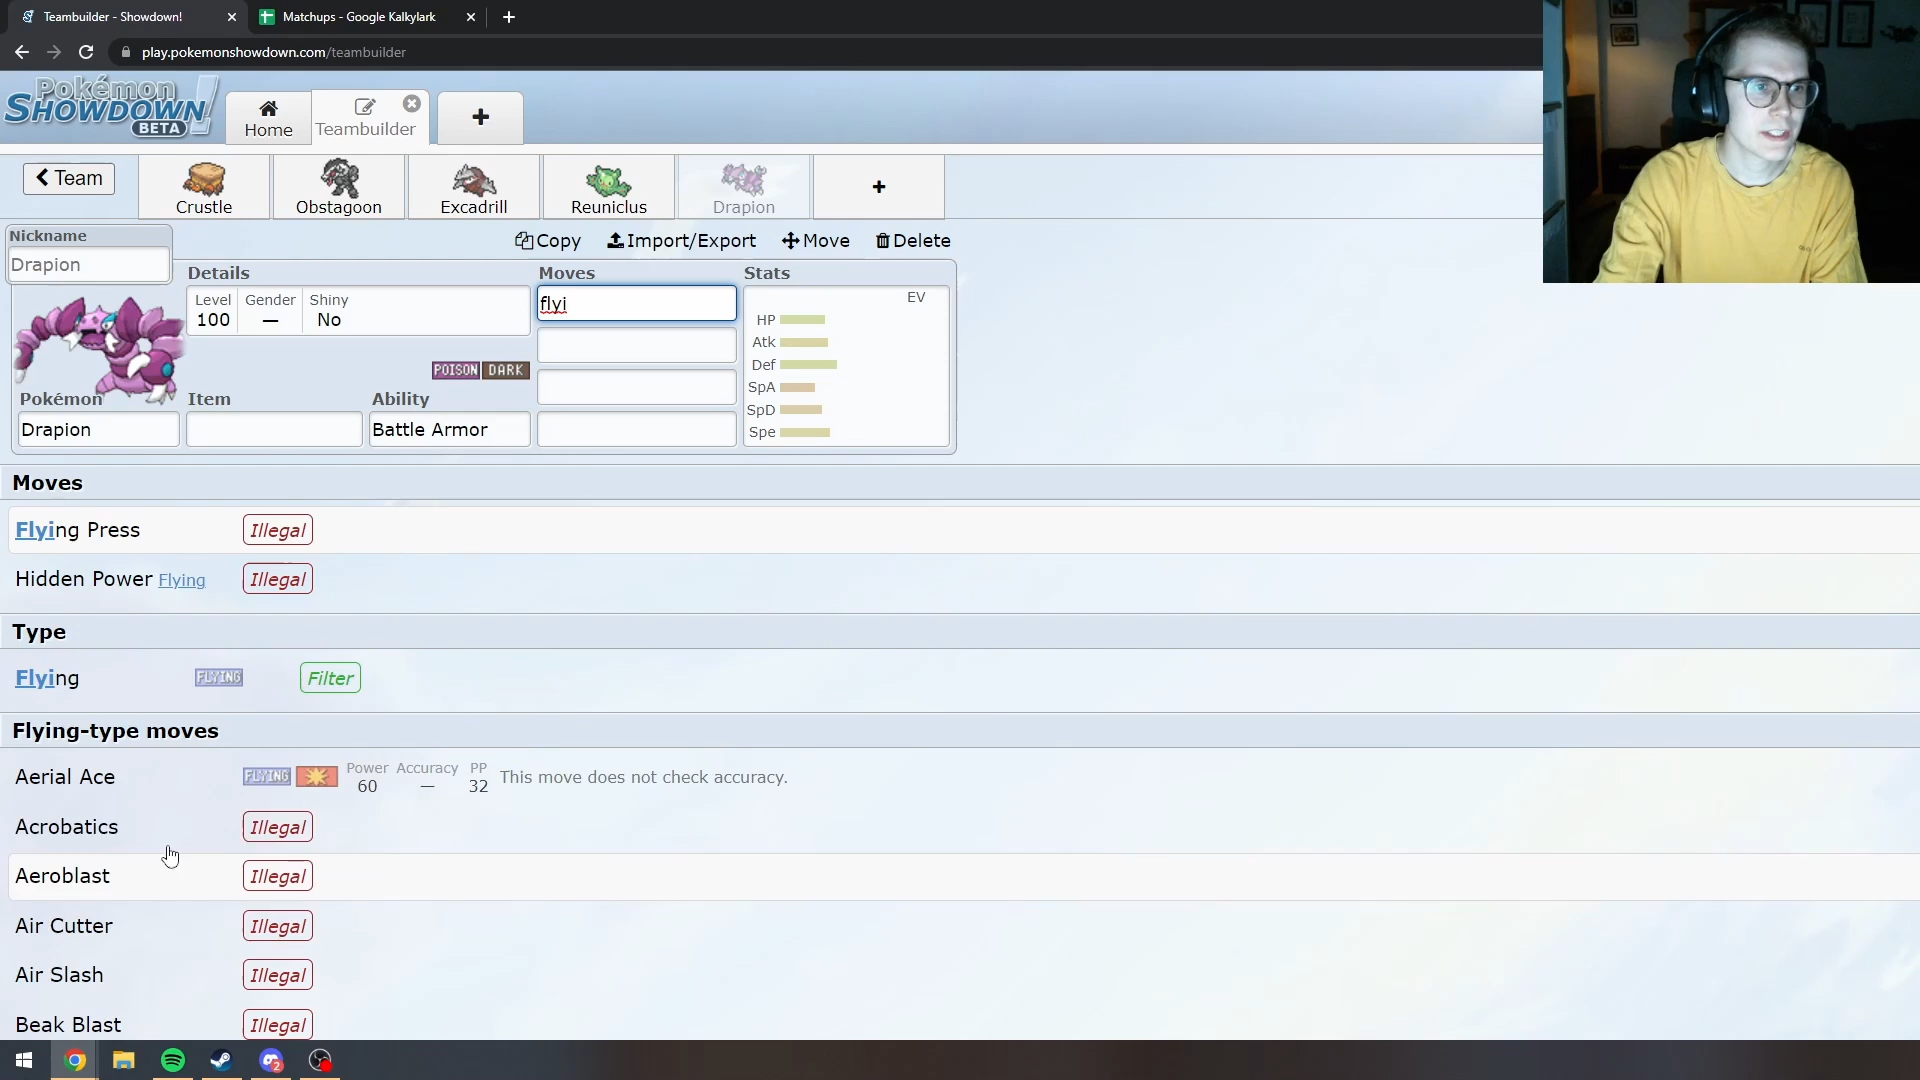 Teambuilder - Showdown!
Matchups - Google Kalkylark
play.pokemonshowdown.com/teambuilder
Pokémon
SHOWDOWN!
BETA
Home
Teambuilder
+
Team
Crustle
Obstagoon
Excadrill
Reuniclus
Drapion
+
Nickname
Drapion
Copy
Import/Export
Move
Delete
Details
Moves
Stats
Level
100
Gender
—
Shiny
No
flyi
EV
HP
Atk
Def
SpA
SpD
Spe
POISON DARK
Pokémon
Item
Ability
Drapion
Battle Armor
Moves
Flying Press Illegal
Hidden Power Flying Illegal
Type
Flying FLYING Filter
Flying-type moves
Aerial Ace FLYING Power 60 Accuracy — PP 32 This move does not check accuracy.
Acrobatics Illegal
Aeroblast Illegal
Air Cutter Illegal
Air Slash Illegal
Beak Blast Illegal
2